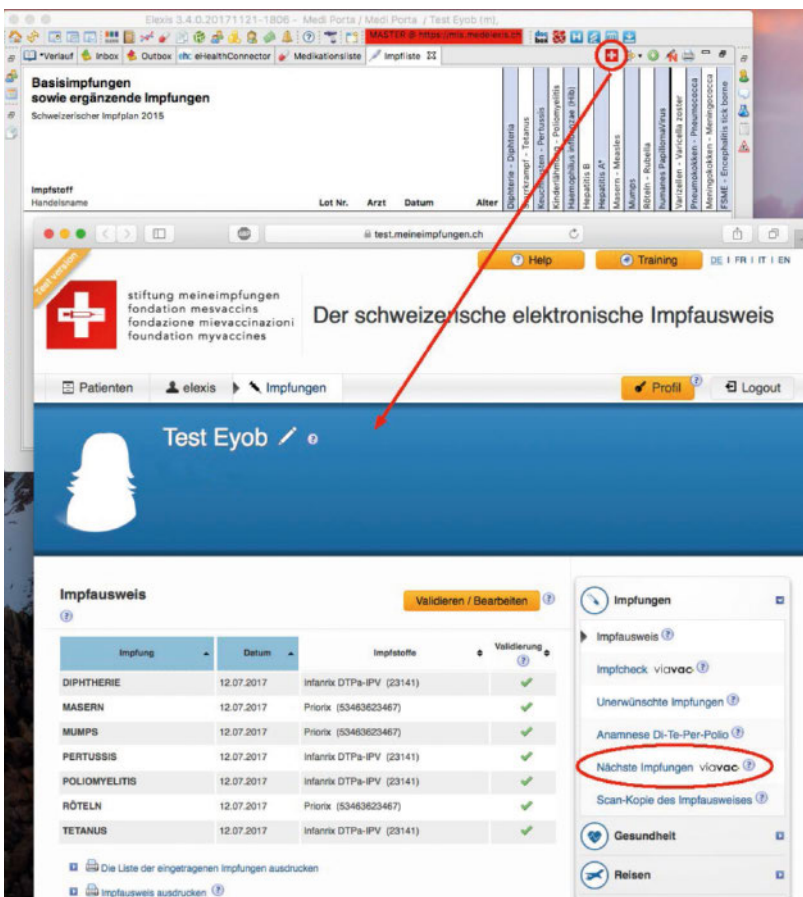 Elexis 3.4.0.20171121-1806 - Medi Porta / Medi Porta / Test Eyob (m),
MASTER @ https://mis.medelexis.ch
*Verlauf Inbox Outbox eHealthConnector Medikationsliste Impfliste
Basisimpfungen
sowie ergänzende Impfungen
Schweizerischer Impfplan 2015
Impfstoff
Handelsname Lot Nr. Arzt Datum Alter
Diphterie - Diphteria
Starrkrampf - Tetanus
Keuchhusten - Pertussis
Kinderlähmung - Poliomyelitis
Haemophilus influenzae (Hib)
Hepatitis B
Hepatitis A*
Masern - Measles
Mumps
Röteln - Rubella
humanes PapillomaVirus
Varizellen - Varicella zoster
Pneumokokken - Pneumococca
Meningokokken - Meningococca
FSME - Encephalitis tick borne
test.meineimpfungen.ch
Test version
Help Training DE I FR I IT I EN
stiftung meineimpfungen
fondation mesvaccins
fondazione mievaccinazioni
foundation myvaccines
Der schweizerische elektronische Impfausweis
Patienten elexis Impfungen Profil ? Logout
Test Eyob ?
Impfausweis
?
Validieren / Bearbeiten ?
Impfung Datum Impfstoffe Validierung ?
DIPHTHERIE 12.07.2017 Infanrix DTPa-IPV (23141)
MASERN 12.07.2017 Priorix (53463623467)
MUMPS 12.07.2017 Priorix (53463623467)
PERTUSSIS 12.07.2017 Infanrix DTPa-IPV (23141)
POLIOMYELITIS 12.07.2017 Infanrix DTPa-IPV (23141)
RÖTELN 12.07.2017 Priorix (53463623467)
TETANUS 12.07.2017 Infanrix DTPa-IPV (23141)
Die Liste der eingetragenen Impfungen ausdrucken
Impfausweis ausdrucken ?
Impfungen
Impfausweis ?
Impfcheck viavac ?
Unerwünschte Impfungen ?
Anamnese Di-Te-Per-Polio ?
Nächste Impfungen viavac ?
Scan-Kopie des Impfausweises ?
Gesundheit
Reisen